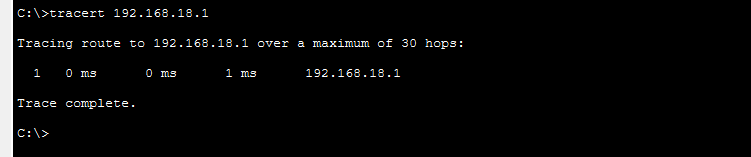 C:\>tracert 192.168.18.1
Tracing route to 192.168.18.1 over a maximum of 30 hops:
1 0 ms 0 ms 1 ms 192.168.18.1
Trace complete.
C:\>